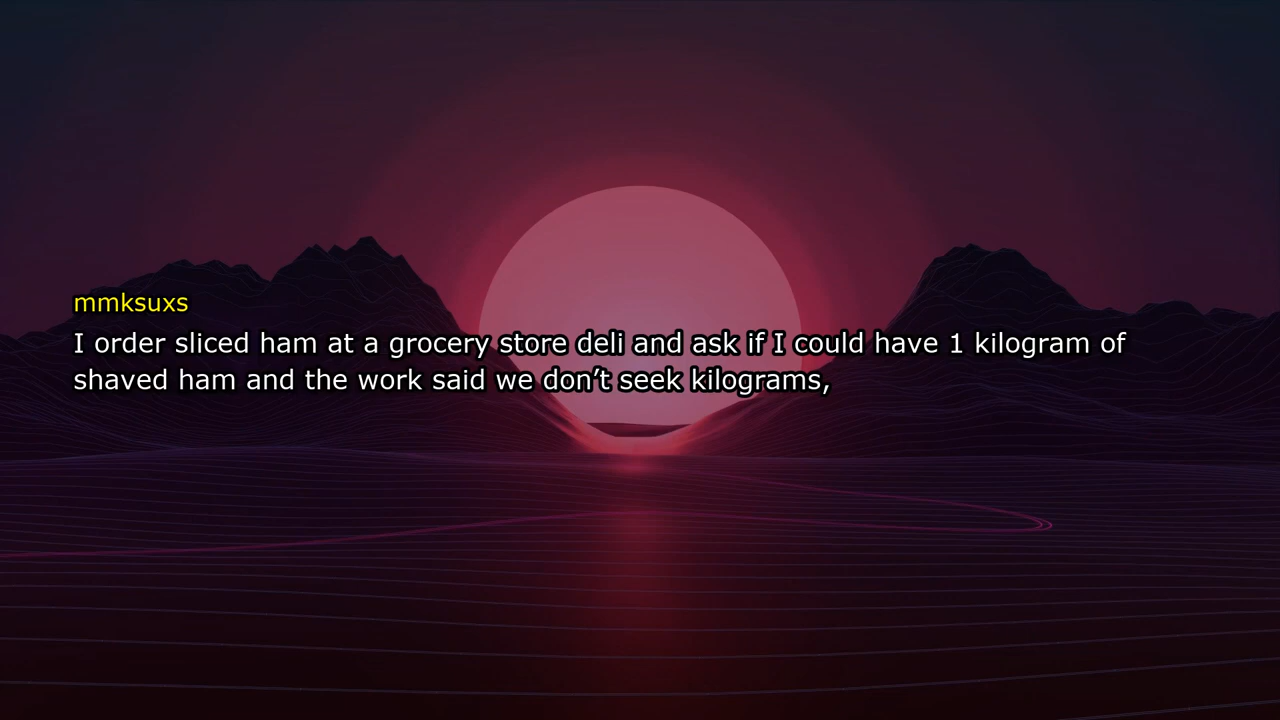 mmksuxs
I order sliced ham at a grocery store deli and ask if I could have 1 kilogram of
shaved ham and the work said we don’t seek kilograms,